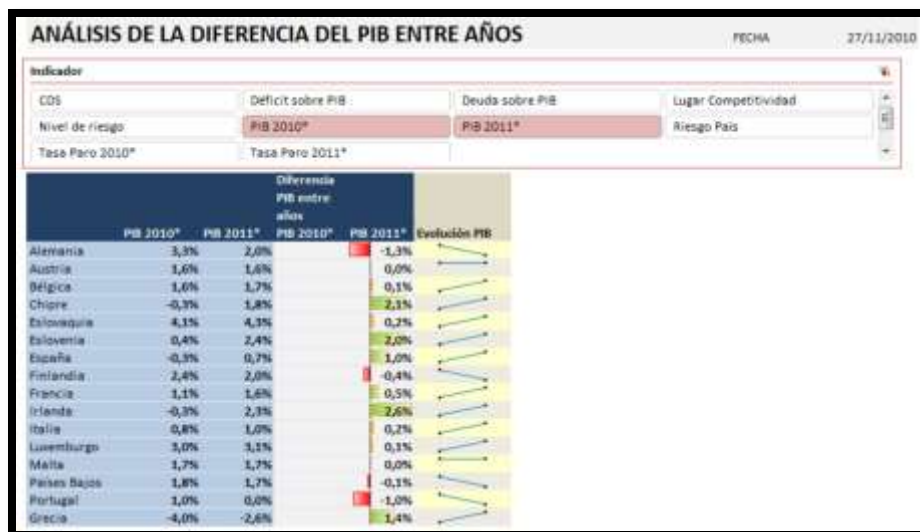 ANÁLISIS DE LA DIFERENCIA DEL PIB ENTRE AÑOS FECHA 27/11/2010
Indicador
CDS Déficit sobre PIB Deuda sobre PIB Lugar Competitividad
Nivel de riesgo PIB 2010* PIB 2011* Riesgo País
Tasa Paro 2010* Tasa Paro 2011*
Diferencia
PIB entre
años
PIB 2010* PIB 2011* PIB 2010* PIB 2011* Evolución PIB
Alemania 3,3% 2,0% -1,3%
Austria 1,6% 1,6% 0,0%
Bélgica 1,6% 1,7% 0,1%
Chipre -0,3% 1,8% 2,1%
Eslovaquia 4,1% 4,3% 0,2%
Eslovenia 0,4% 2,4% 2,0%
España -0,3% 0,7% 1,0%
Finlandia 2,4% 2,0% -0,4%
Francia 1,1% 1,6% 0,5%
Irlanda -0,3% 2,3% 2,6%
Italia 0,8% 1,0% 0,2%
Luxemburgo 3,0% 3,1% 0,1%
Malta 1,7% 1,7% 0,0%
Países Bajos 1,8% 1,7% -0,1%
Portugal 1,0% 0,0% -1,0%
Grecia -4,0% -2,6% 1,4%